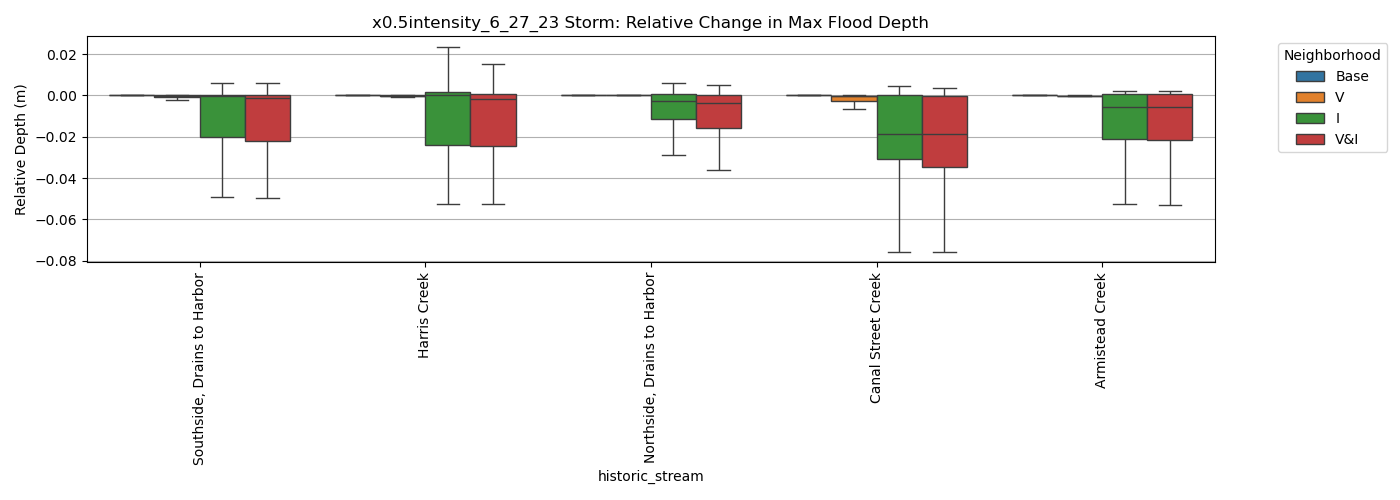 x0.5intensity_6_27_23 Storm: Relative Change in Max Flood Depth
Relative Depth (m)
0.02
0.00
−0.02
−0.04
−0.06
−0.08
Southside, Drains to Harbor
Harris Creek
Northside, Drains to Harbor
Canal Street Creek
Armistead Creek
historic_stream
Neighborhood
Base
V
I
V&I